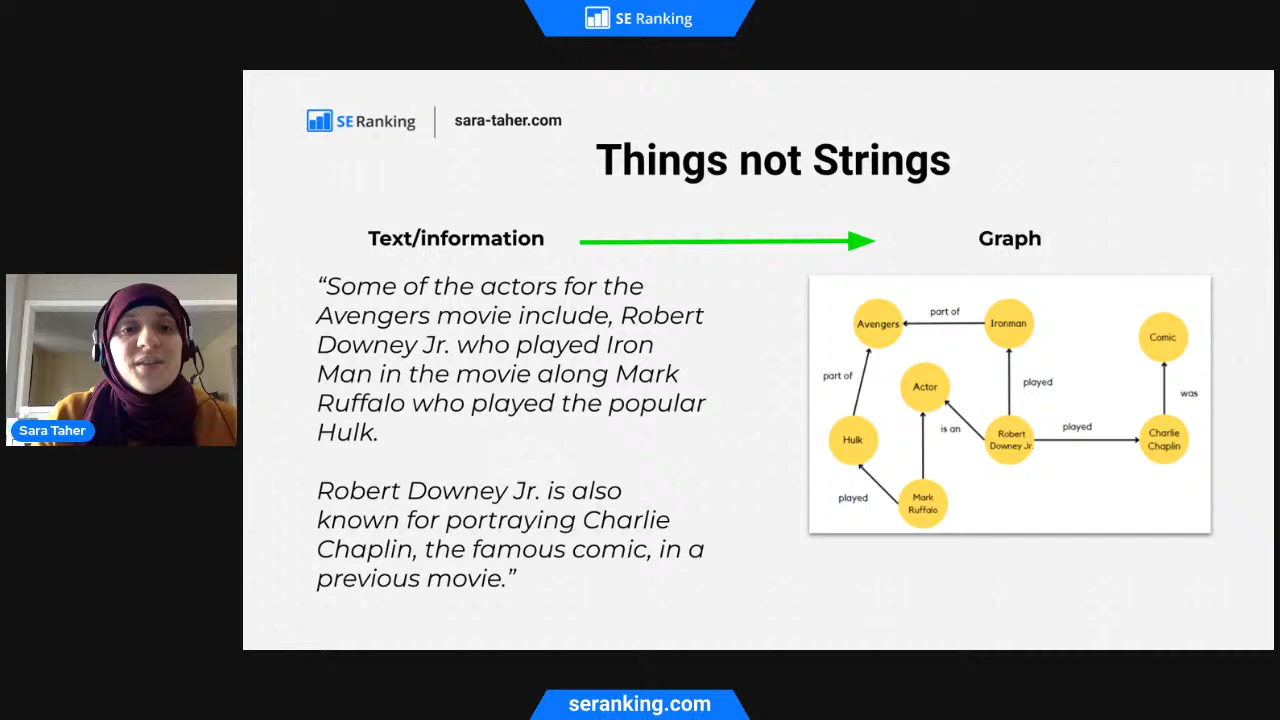 SE Ranking
SE Ranking
sara-taher.com
Things not Strings
Text/information
Graph
“Some of the actors for the
Avengers movie include, Robert
Downey Jr. who played Iron
Man in the movie along Mark
Ruffalo who played the popular
Hulk.
Robert Downey Jr. is also
known for portraying Charlie
Chaplin, the famous comic, in a
previous movie.”
Avengers
part of
Ironman
Comic
part of
Actor
played
was
Hulk
is an
Robert
Downey Jr.
played
Charlie
Chaplin
played
Mark
Ruffalo
Sara Taher
seranking.com